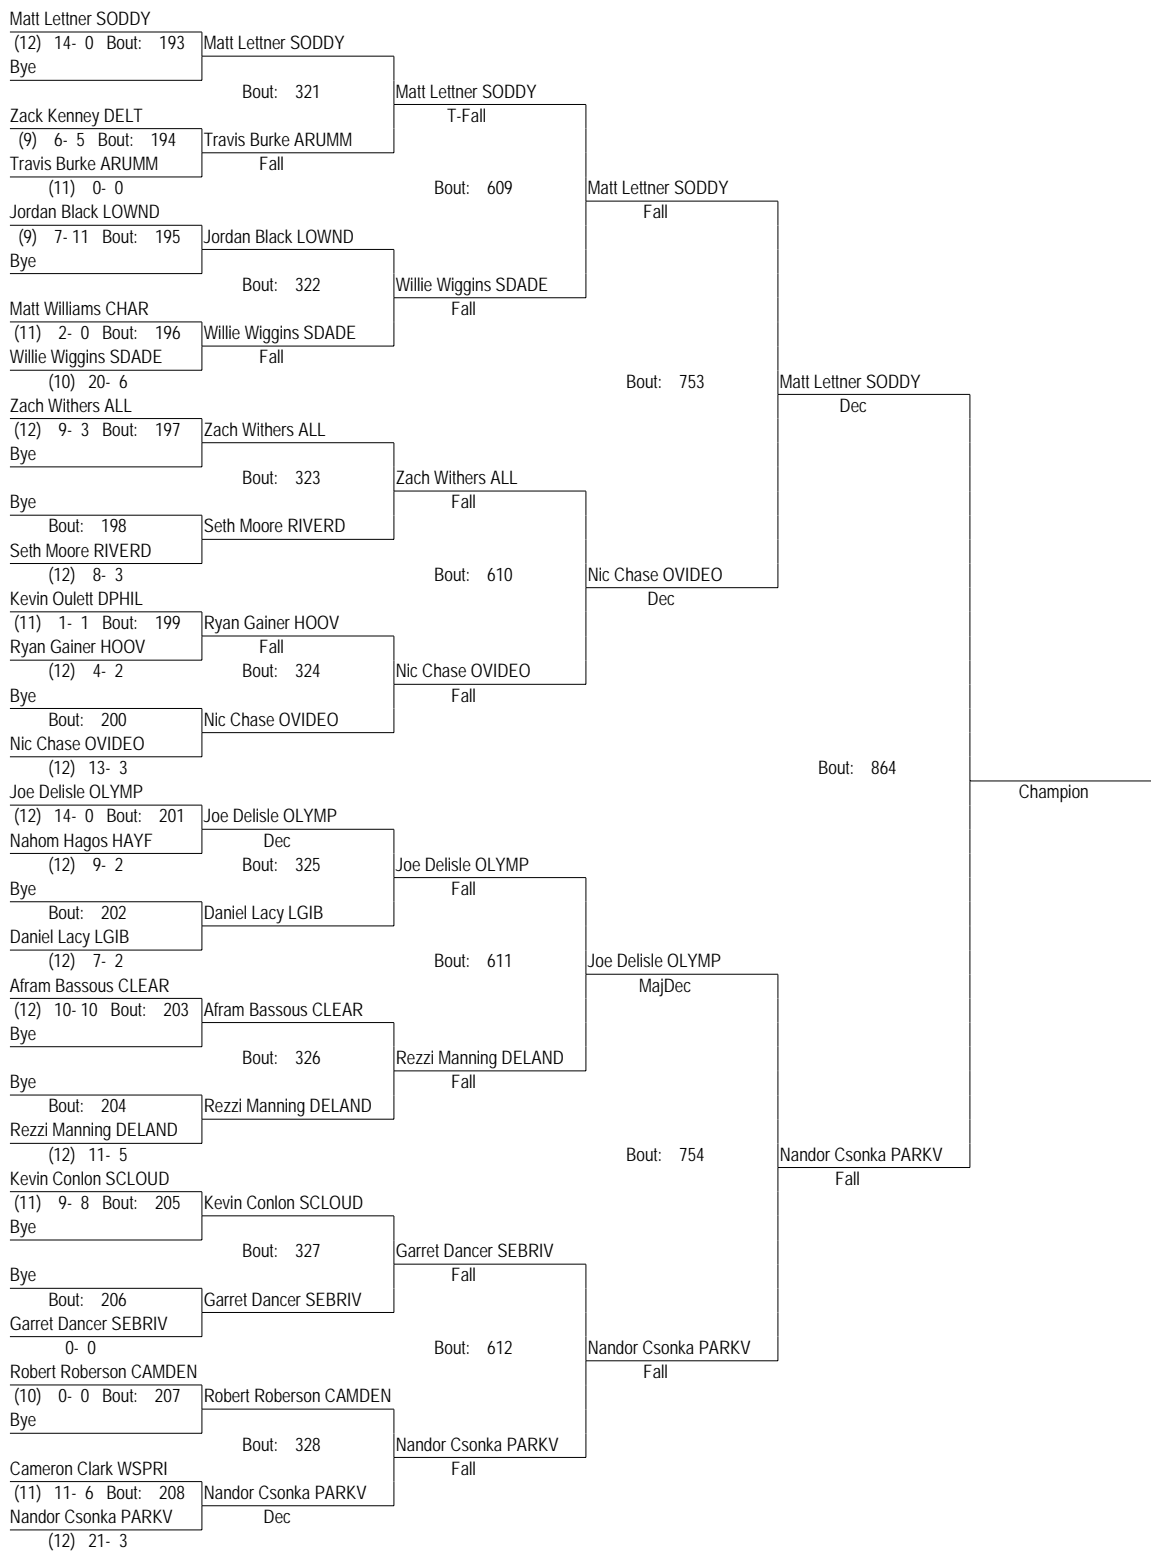 Matt Lettner SODDY
(12) 14- 0 Bout: 193 Matt Lettner SODDY
Bye
Bout: 321 Matt Lettner SODDY
Zack Kenney DELT T-Fall
(9) 6- 5 Bout: 194 Travis Burke ARUMM
Travis Burke ARUMM Fall
(11) 0- 0 Bout: 609 Matt Lettner SODDY
Jordan Black LOWND Fall
(9) 7- 11 Bout: 195 Jordan Black LOWND
Bye
Bout: 322 Willie Wiggins SDADE
Matt Williams CHAR Fall
(11) 2- 0 Bout: 196 Willie Wiggins SDADE
Willie Wiggins SDADE Fall
(10) 20- 6 Bout: 753 Matt Lettner SODDY
Zach Withers ALL Dec
(12) 9- 3 Bout: 197 Zach Withers ALL
Bye
Bout: 323 Zach Withers ALL
Bye Fall
Bout: 198 Seth Moore RIVERD
Seth Moore RIVERD
(12) 8- 3 Bout: 610 Nic Chase OVIDEO
Kevin Oulett DPHIL Dec
(11) 1- 1 Bout: 199 Ryan Gainer HOOV
Ryan Gainer HOOV Fall
(12) 4- 2 Bout: 324 Nic Chase OVIDEO
Bye Fall
Bout: 200 Nic Chase OVIDEO
Nic Chase OVIDEO
(12) 13- 3 Bout: 864
Joe Delisle OLYMP Champion
(12) 14- 0 Bout: 201 Joe Delisle OLYMP
Nahom Hagos HAYF Dec
(12) 9- 2 Bout: 325 Joe Delisle OLYMP
Bye Fall
Bout: 202 Daniel Lacy LGIB
Daniel Lacy LGIB
(12) 7- 2 Bout: 611 Joe Delisle OLYMP
Afram Bassous CLEAR MajDec
(12) 10- 10 Bout: 203 Afram Bassous CLEAR
Bye
Bout: 326 Rezzi Manning DELAND
Bye Fall
Bout: 204 Rezzi Manning DELAND
Rezzi Manning DELAND
(12) 11- 5 Bout: 754 Nandor Csonka PARKV
Kevin Conlon SCLOUD Fall
(11) 9- 8 Bout: 205 Kevin Conlon SCLOUD
Bye
Bout: 327 Garret Dancer SEBRIV
Bye Fall
Bout: 206 Garret Dancer SEBRIV
Garret Dancer SEBRIV
0- 0 Bout: 612 Nandor Csonka PARKV
Robert Roberson CAMDEN Fall
(10) 0- 0 Bout: 207 Robert Roberson CAMDEN
Bye
Bout: 328 Nandor Csonka PARKV
Cameron Clark WSPRI Fall
(11) 11- 6 Bout: 208 Nandor Csonka PARKV
Nandor Csonka PARKV Dec
(12) 21- 3